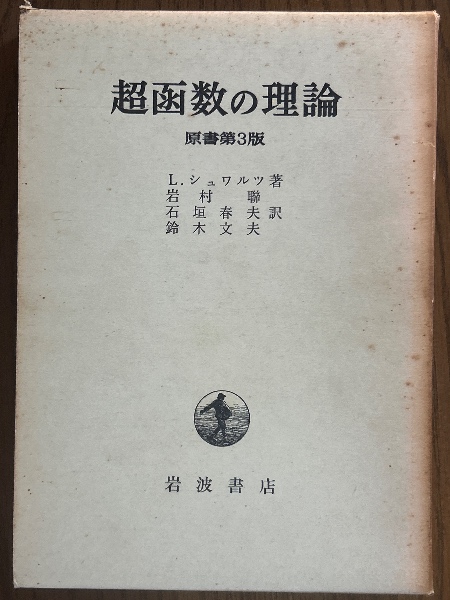 超函数の理論
原書第3版
L.シュワルツ著
岩村聯
石垣春夫訳
鈴木文夫
岩波書店